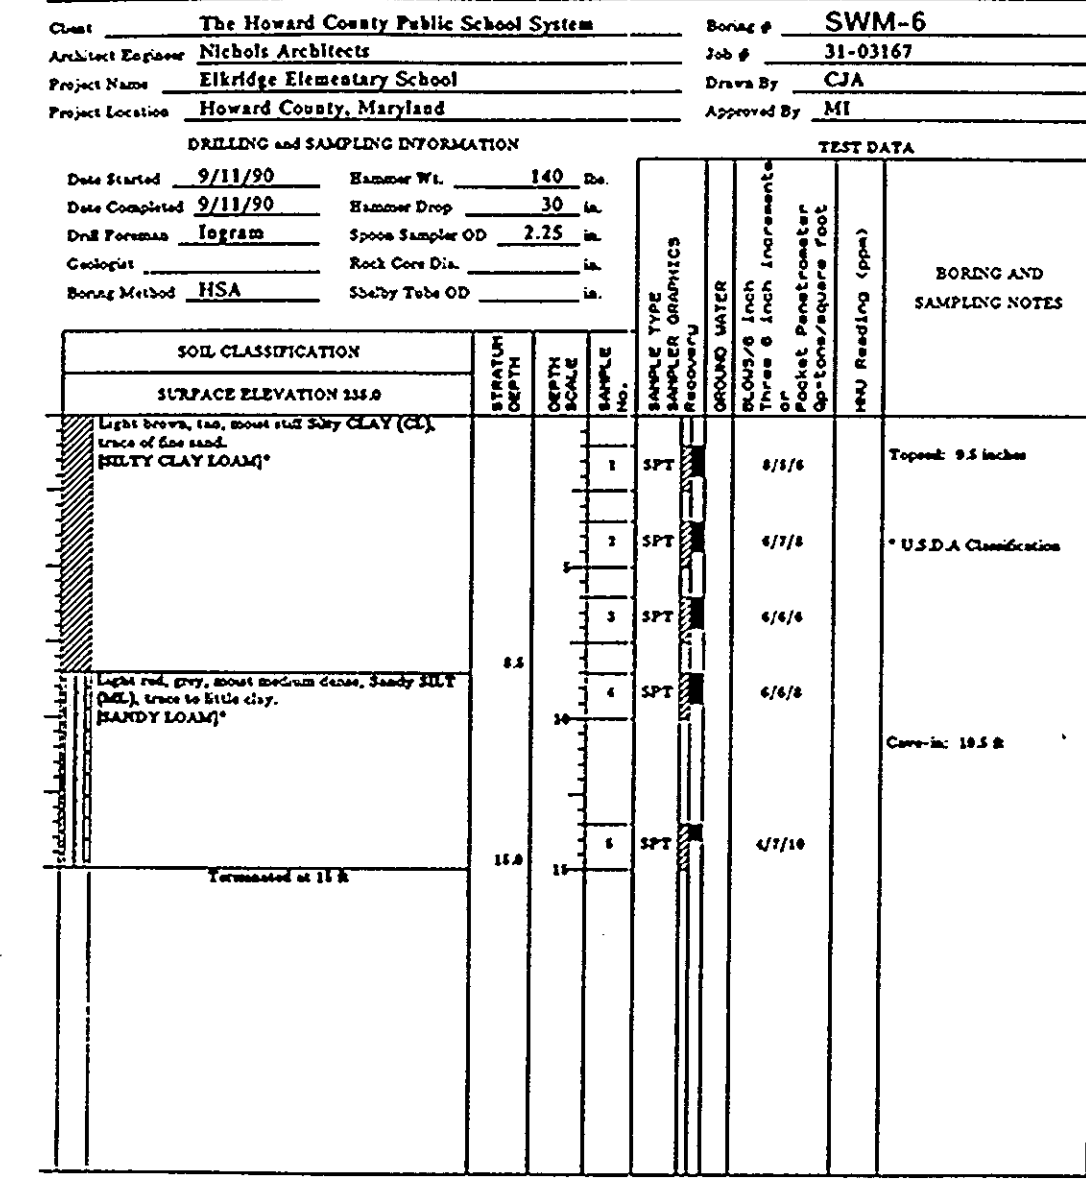 Client The Howard County Public School System
Boring # SWM-6
Architect Engineer Nichols Architects
Job # 31-03167
Project Name Elkridge Elementary School
Drawn By CJA
Project Location Howard County, Maryland
Approved By MI
DRILLING and SAMPLING INFORMATION
TEST DATA
Date Started 9/11/90
Hammer Wt. 140 lbs.
Date Completed 9/11/90
Hammer Drop 30 in.
Drill Foreman Ingram
Spoon Sampler OD 2.25 in.
Geologist
Rock Core Dia. in.
Boring Method HSA
Shelby Tube OD in.
SOIL CLASSIFICATION
SURFACE ELEVATION
STRATUM DEPTH
DEPTH SCALE
SAMPLE No.
SAMPLE TYPE
SAMPLER GRAPHICS
Recovery
GROUND WATER
BLOWS/6 Inch
Three 6 inch Increments
or
Pocket Penetrometer
Qp-tons/square foot
HNU Reading (ppm)
BORING AND
SAMPLING NOTES
Light brown, tan, moist stiff Silty CLAY (CL),
trace of fine sand.
[SILTY CLAY LOAM]*
1 SPT /6
Topsoil: 9.5 inches
2 SPT 6/7/8
* U.S.D.A Classification
5
3 SPT 6/6/6
8.5
Light red, grey, moist medium dense, Sandy SILT
(ML), trace to little clay.
[SANDY LOAM]*
4 SPT 6/6/8
10
Cave-in: 10.5 ft
5 SPT 4/7/10
15.0
15
Terminated at 15 ft